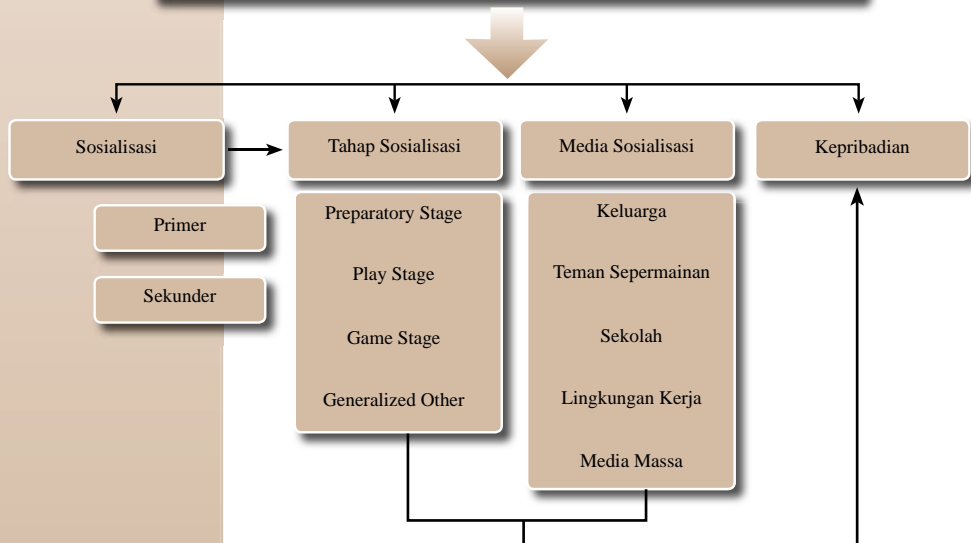 Sosialisasi
Tahap Sosialisasi
Media Sosialisasi
Kepribadian
Primer
Sekunder
Preparatory Stage
Play Stage
Game Stage
Generalized Other
Keluarga
Teman Sepermainan
Sekolah
Lingkungan Kerja
Media Massa